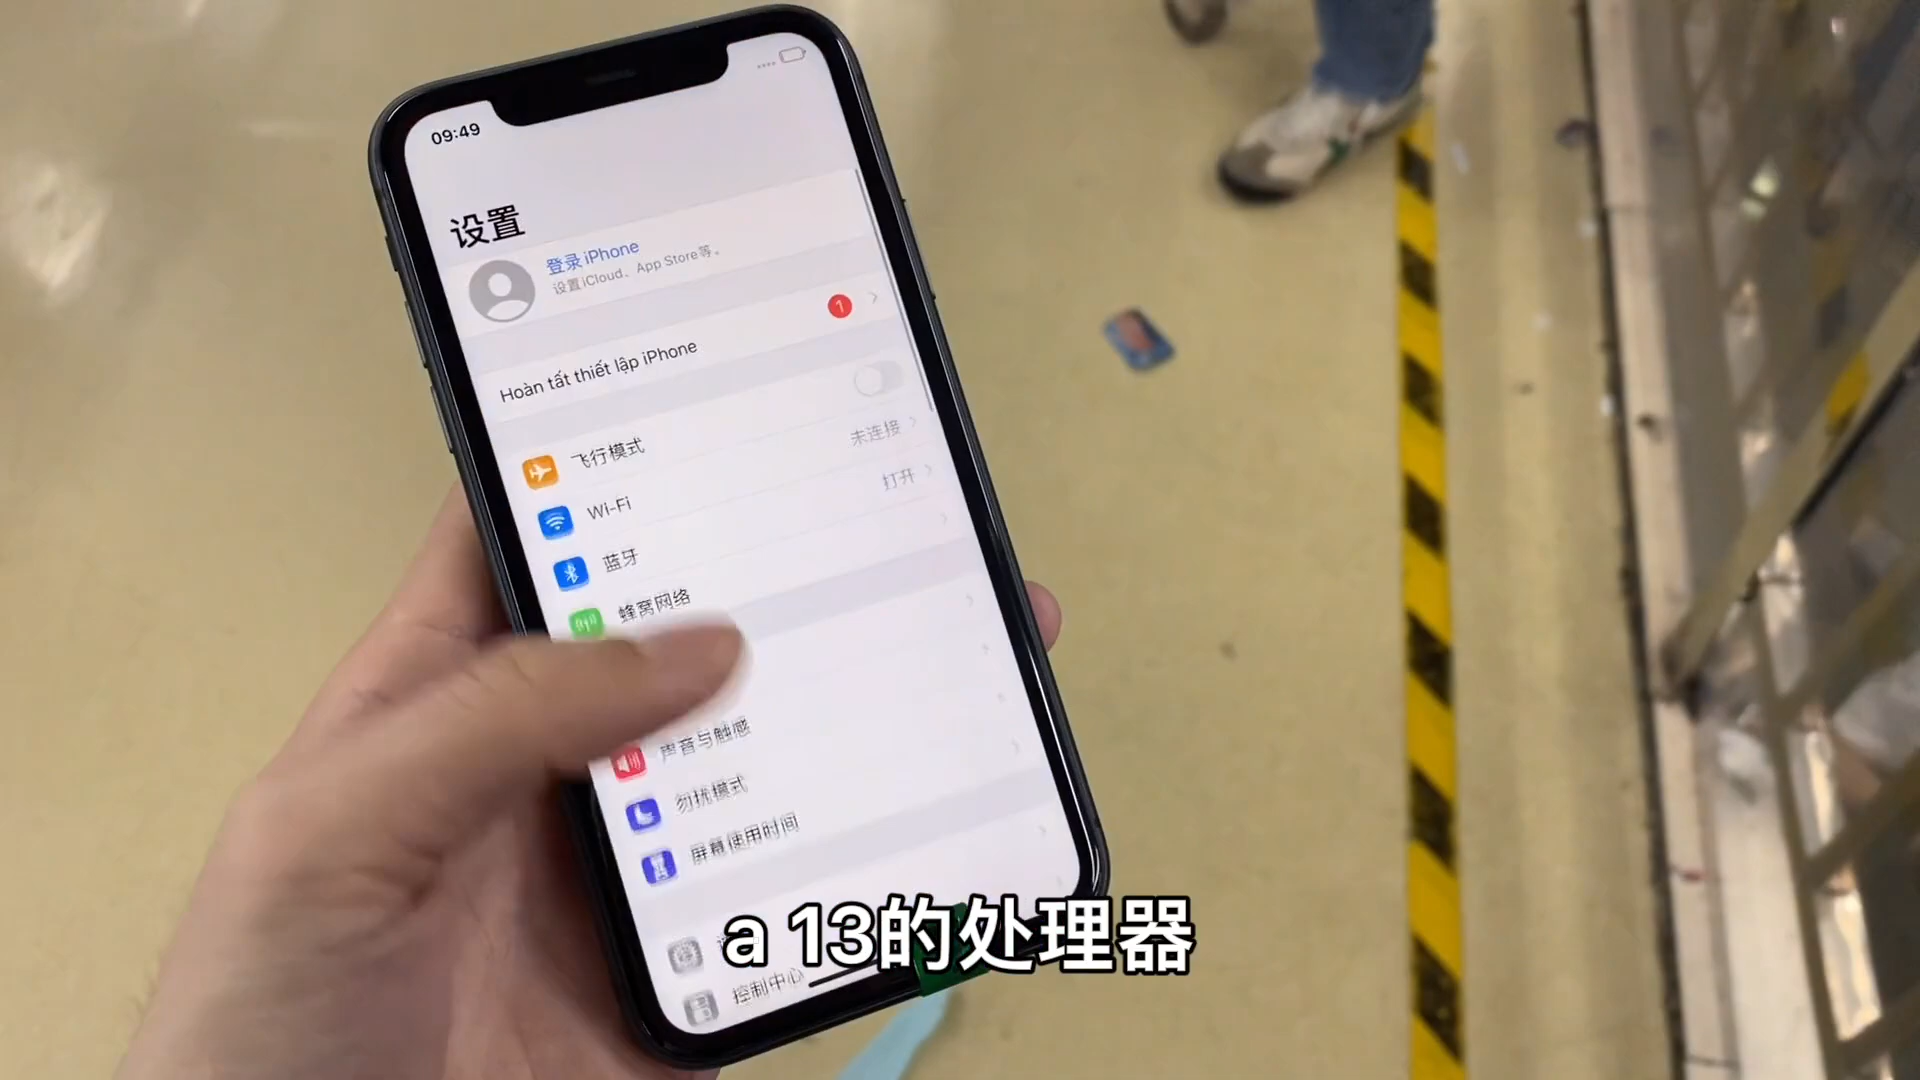 09:49
设置
登录 iPhone
设置iCloud、App Store等。
1
Hoàn tất thiết lập iPhone
飞行模式
Wi-Fi
未连接
蓝牙
打开
蜂窝网络
声音与触感
勿扰模式
屏幕使用时间
控制中心
a 13的处理器